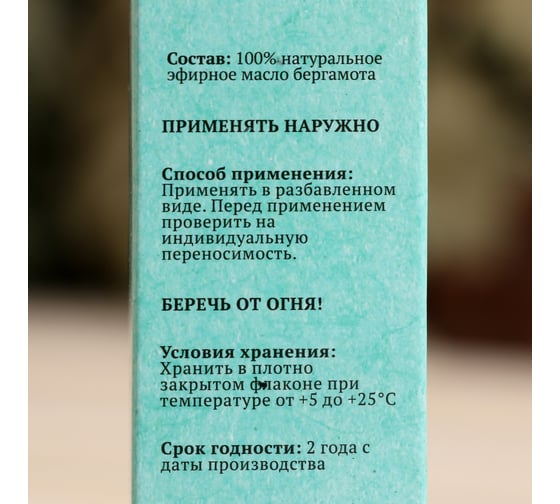 Состав: 100% натуральное
эфирное масло бергамота
ПРИМЕНЯТЬ НАРУЖНО
Способ применения:
Применять в разбавленном
виде. Перед применением
проверить на
индивидуальную
переносимость.
БЕРЕЧЬ ОТ ОГНЯ!
Условия хранения:
Хранить в плотно
закрытом флаконе при
температуре от +5 до +25°С
Срок годности: 2 года с
даты производства